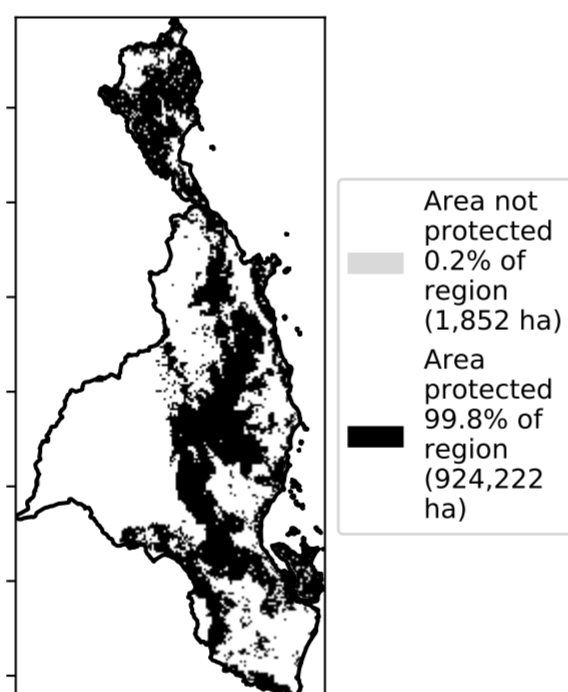 Area not
protected
0.2% of
region
(1,852 ha)
Area
protected
99.8% of
region
(924,222
ha)